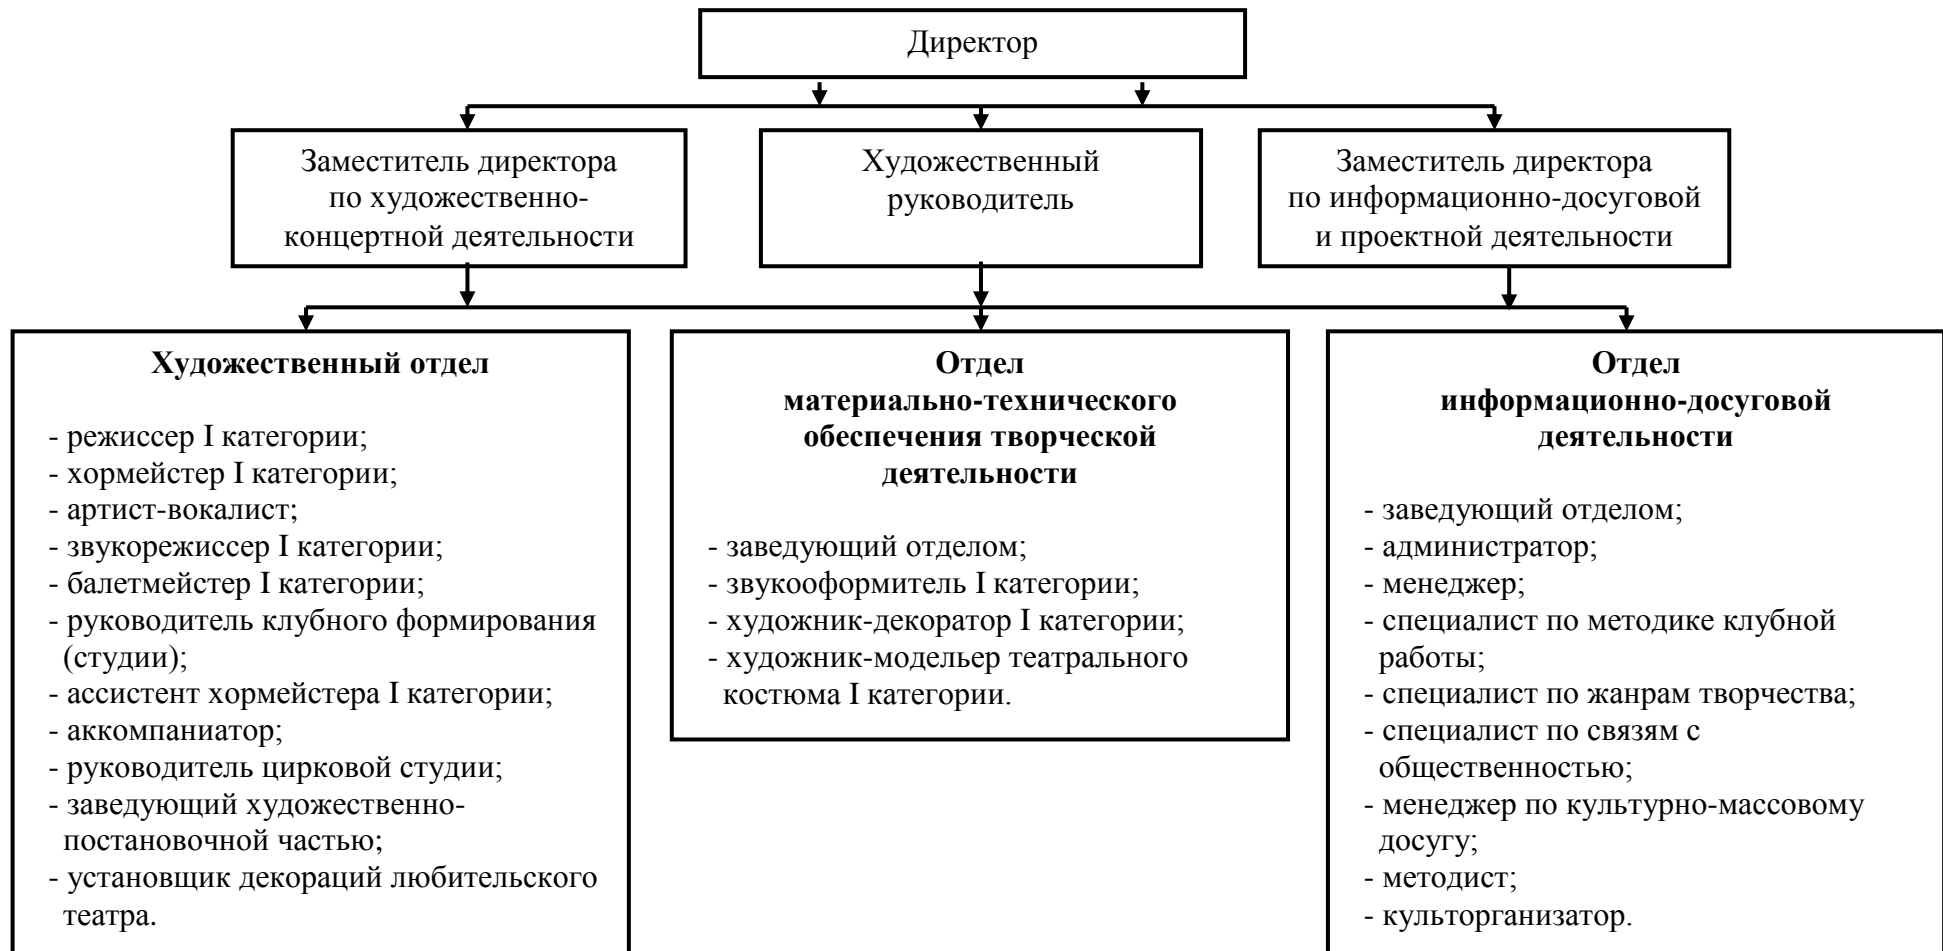 Директор
Заместитель директора
по художественно-
концертной деятельности
Художественный
руководитель
Заместитель директора
по информационно-досуговой
и проектной деятельности
Художественный отдел
- режиссер I категории;
- хормейстер I категории;
- артист-вокалист;
- звукорежиссер I категории;
- балетмейстер I категории;
- руководитель клубного формирования
(студии);
- ассистент хормейстера I категории;
- аккомпаниатор;
- руководитель цирковой студии;
- заведующий художественно-
постановочной частью;
- установщик декораций любительского
театра.
Отдел
материально-технического
обеспечения творческой
деятельности
- заведующий отделом;
- звукооформитель I категории;
- художник-декоратор I категории;
- художник-модельер театрального
костюма I категории.
Отдел
информационно-досуговой
деятельности
- заведующий отделом;
- администратор;
- менеджер;
- специалист по методике клубной
работы;
- специалист по жанрам творчества;
- специалист по связям с
общественностью;
- менеджер по культурно-массовому
досугу;
- методист;
- культорганизатор.